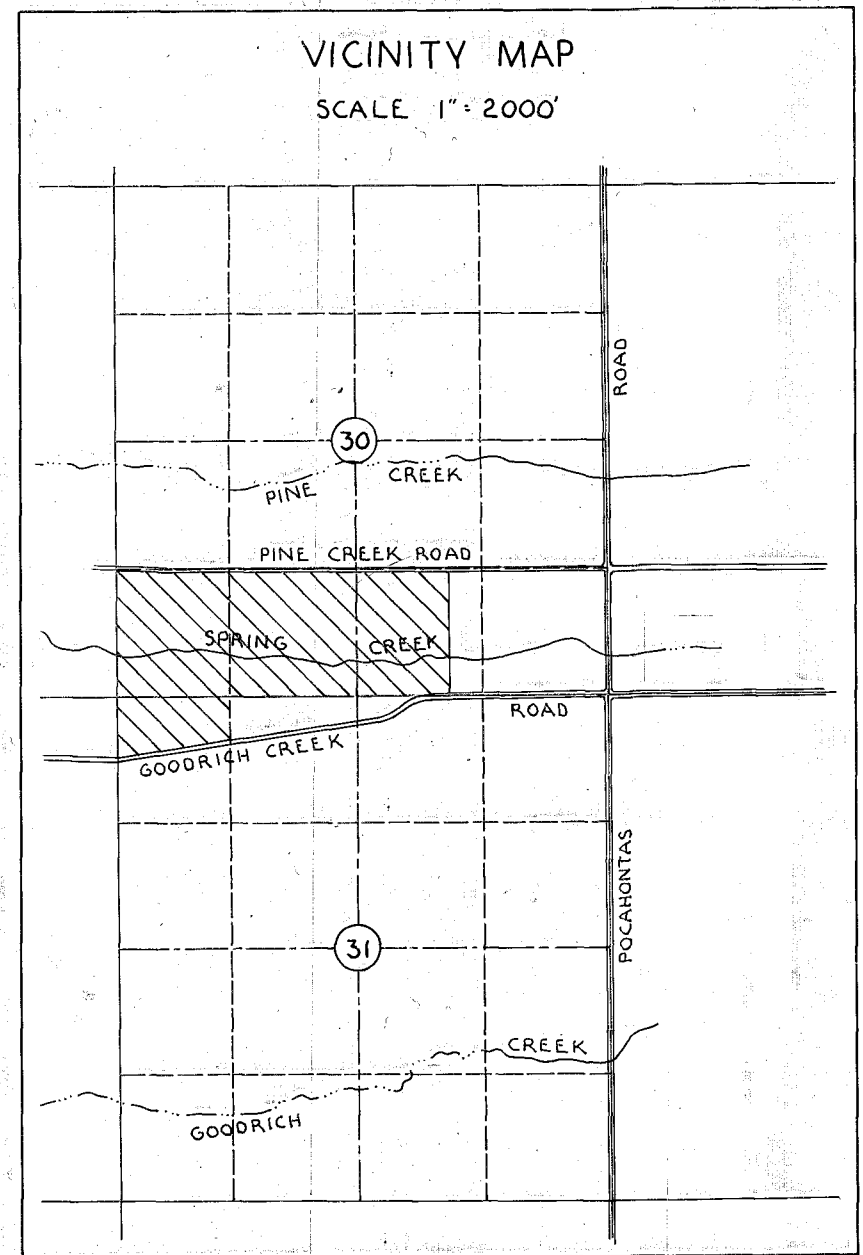 VICINITY MAP
SCALE 1" = 2000'
ROAD
30
PINE CREEK
PINE CREEK ROAD
SPRING CREEK
ROAD
GOODRICH CREEK
POCAHONTAS
31
CREEK
GOODRICH